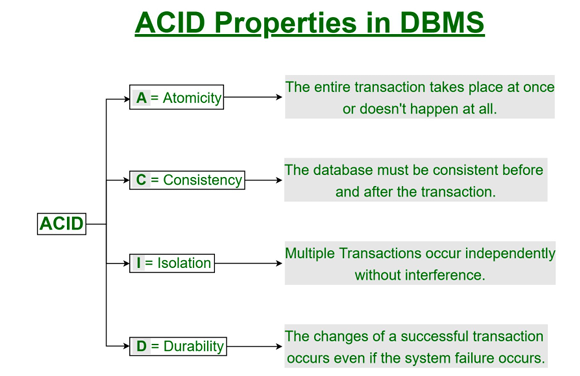 ACID Properties in DBMS
A = Atomicity
The entire transaction takes place at once
or doesn't happen at all.
C = Consistency
The database must be consistent before
and after the transaction.
ACID
I = Isolation
Multiple Transactions occur independently
without interference.
D = Durability
The changes of a successful transaction
occurs even if the system failure occurs.